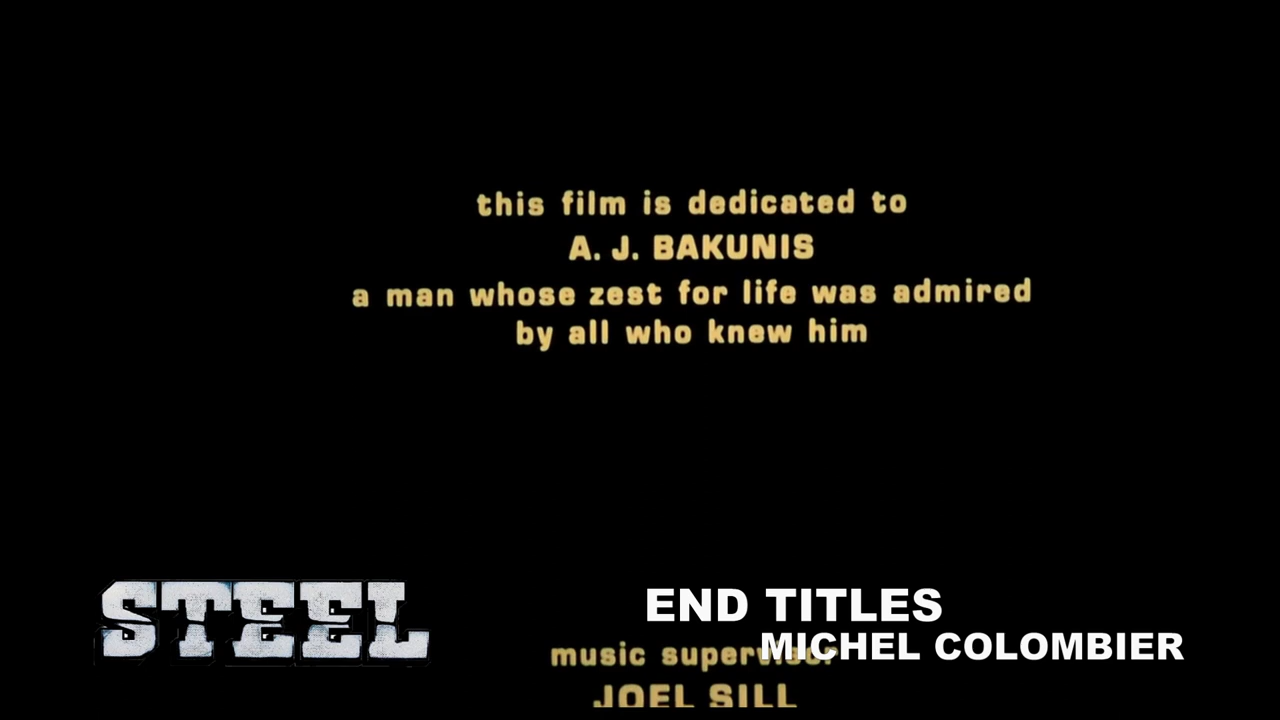 this film is dedicated to
A. J. BAKUNIS
a man whose zest for life was admired
by all who knew him
STEEL
END TITLES
MICHEL COLOMBIER
music supervisor
JOEL SILL